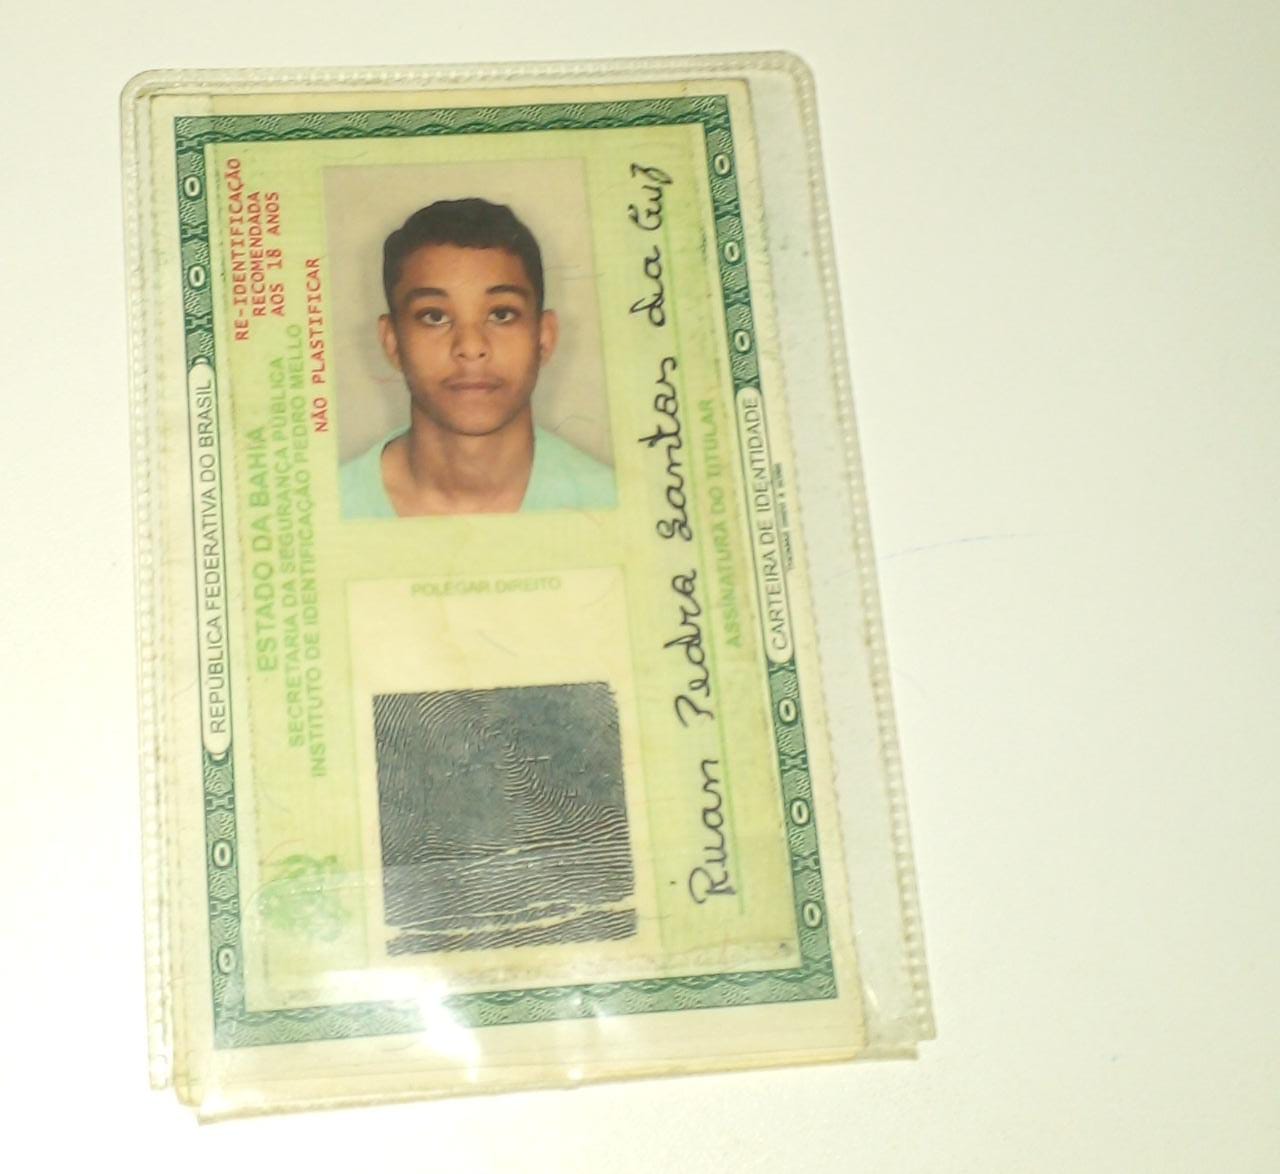 REPÚBLICA FEDERATIVA DO BRASIL
ESTADO DA BAHIA
SECRETARIA DA SEGURANÇA PÚBLICA
INSTITUTO DE IDENTIFICAÇÃO PEDRO MELLO
RE-IDENTIFICAÇÃO
RECOMENDADA
AOS 18 ANOS
NÃO PLASTIFICAR
POLEGAR DIREITO
Ruan Pedro Santos da Cruz
ASSINATURA DO TITULAR
CARTEIRA DE IDENTIDADE